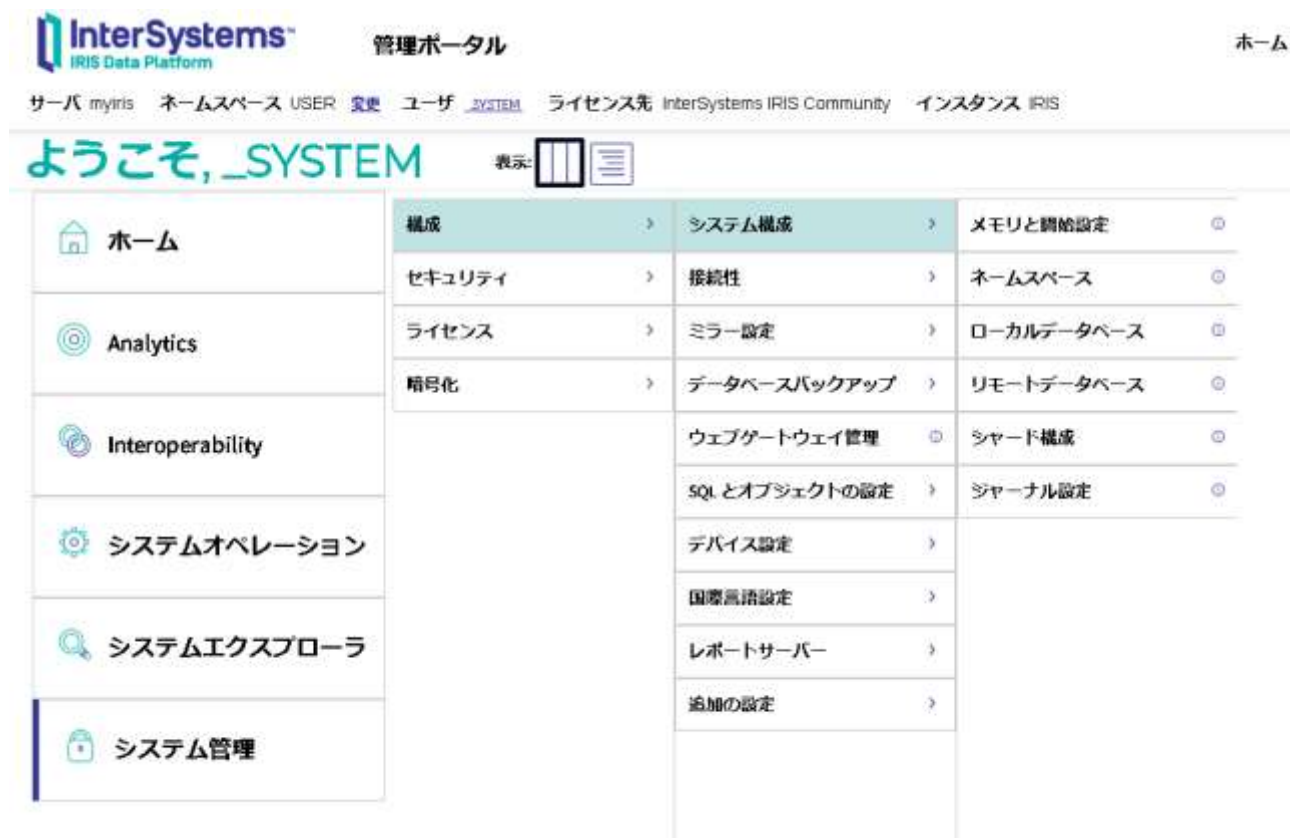 InterSystems™
IRIS Data Platform
管理ポータル
ホーム
サーバ myiris ネームスペース USER 変更 ユーザ _SYSTEM ライセンス先 InterSystems IRIS Community インスタンス IRIS
ようこそ, _SYSTEM
表示:
ホーム
Analytics
Interoperability
システムオペレーション
システムエクスプローラ
システム管理
構成
セキュリティ
ライセンス
暗号化
システム構成
接続性
ミラー設定
データベースバックアップ
ウェブゲートウェイ管理
SQL とオブジェクトの設定
デバイス設定
国際言語設定
レポートサーバー
追加の設定
メモリと開始設定
ネームスペース
ローカルデータベース
リモートデータベース
シャード構成
ジャーナル設定